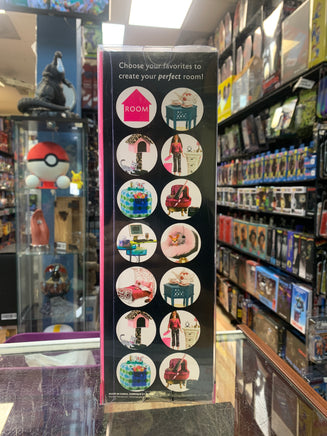 Choose your favorites to
create your perfect room!
ROOM